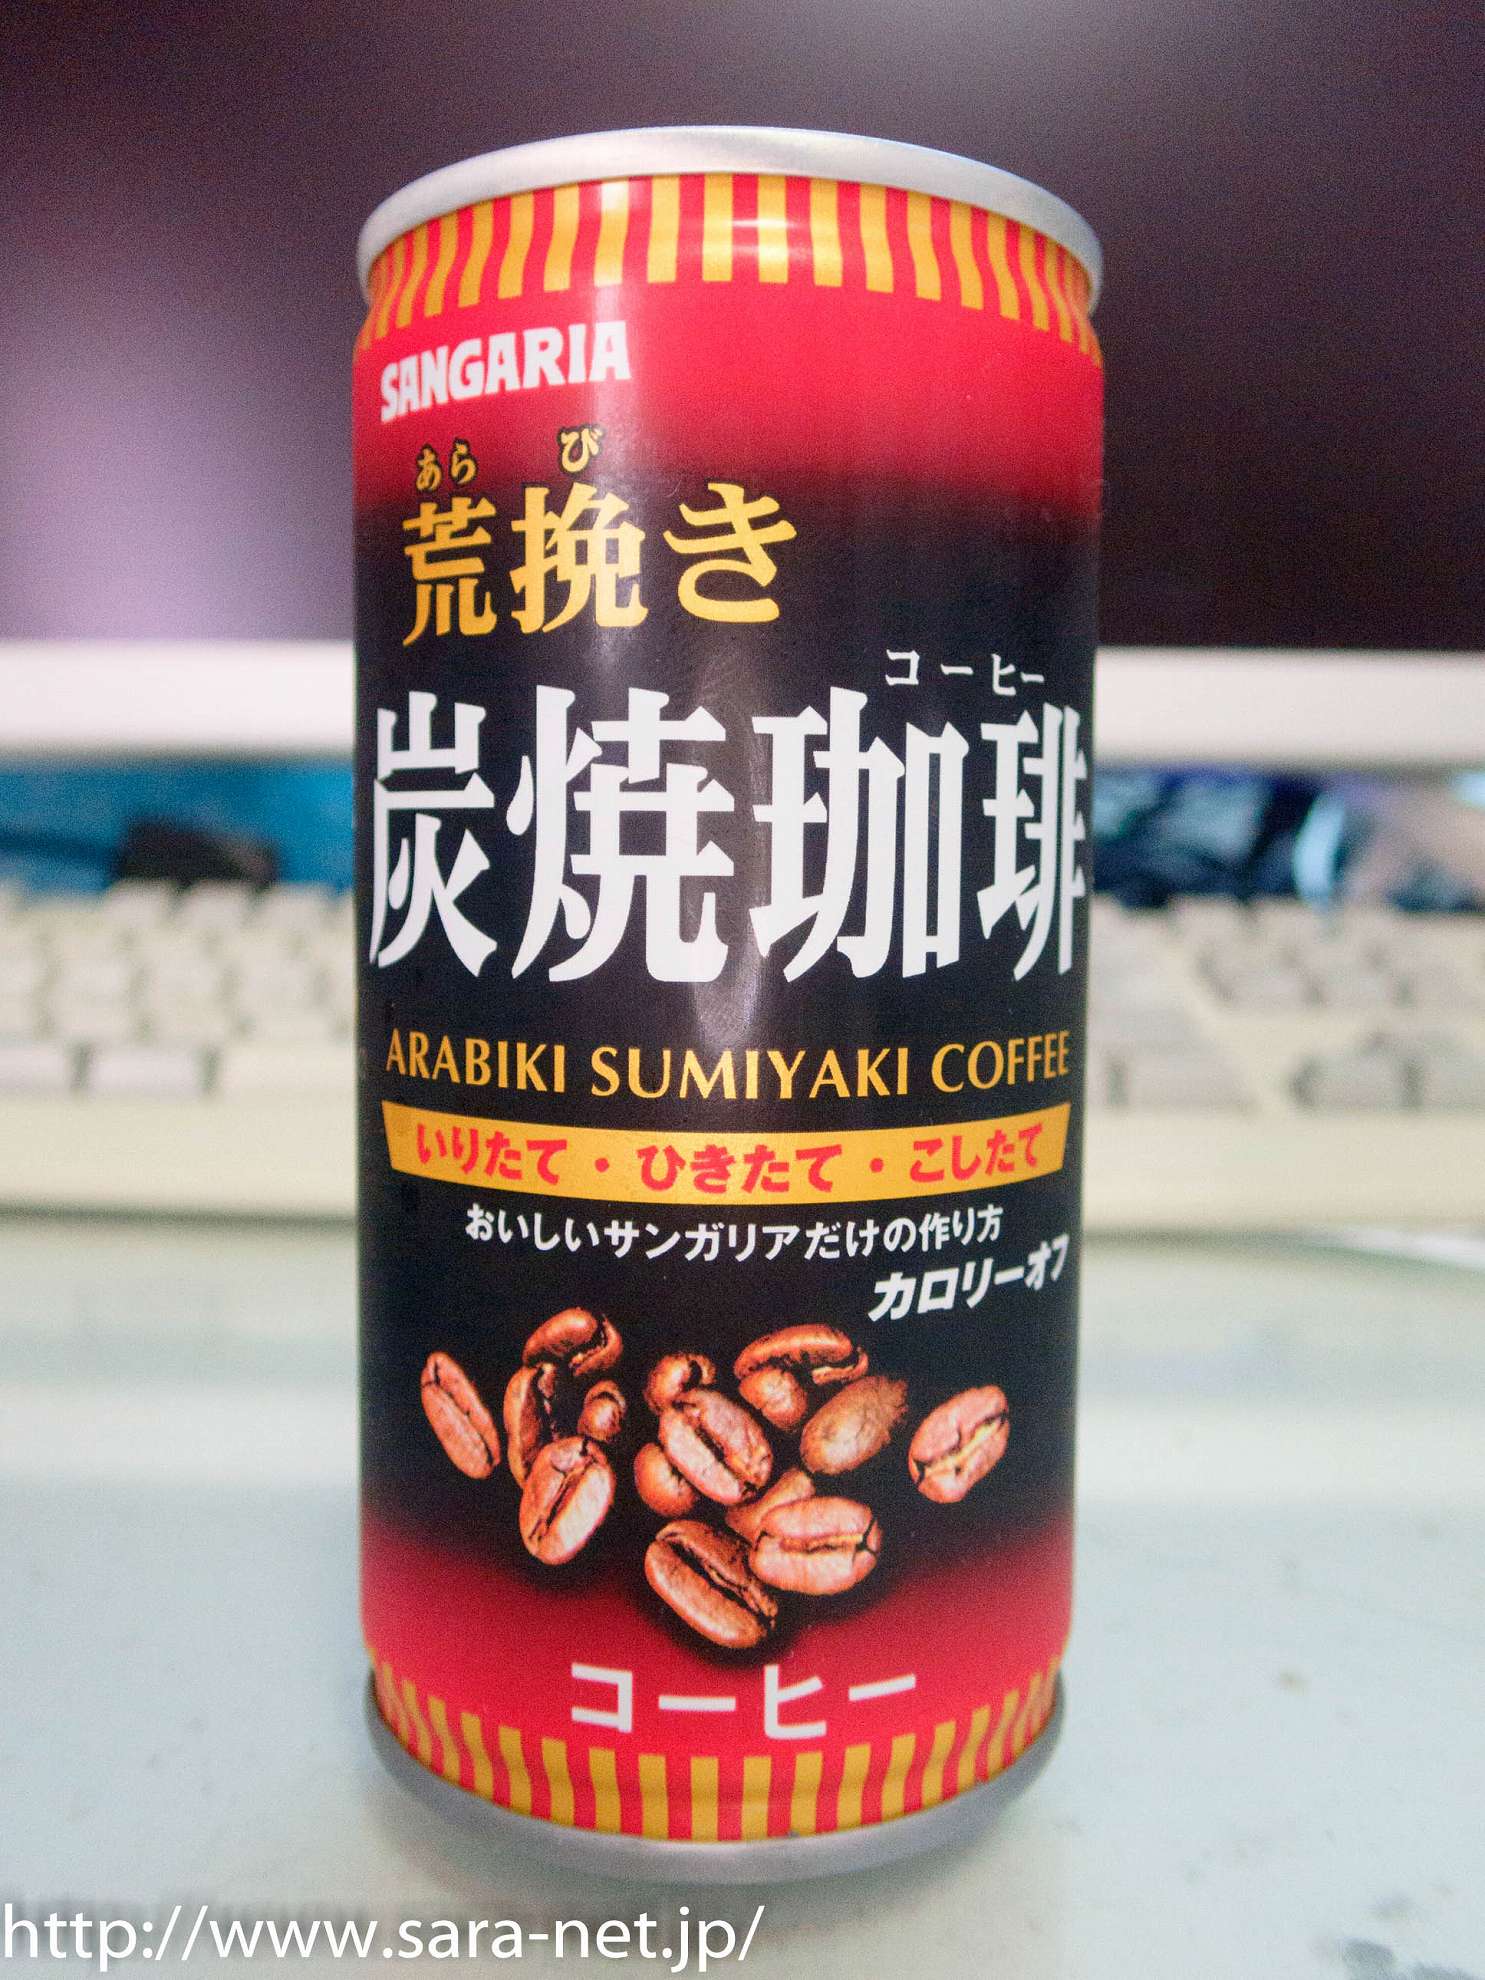 SANGARIA
あら び
荒挽き
コーヒー
炭焼珈琲
ARABIKI SUMIYAKI COFFEE
いりたて・ひきたて・こしたて
おいしいサンガリアだけの作り方
カロリーオフ
コーヒー
http://www.sara-net.jp/